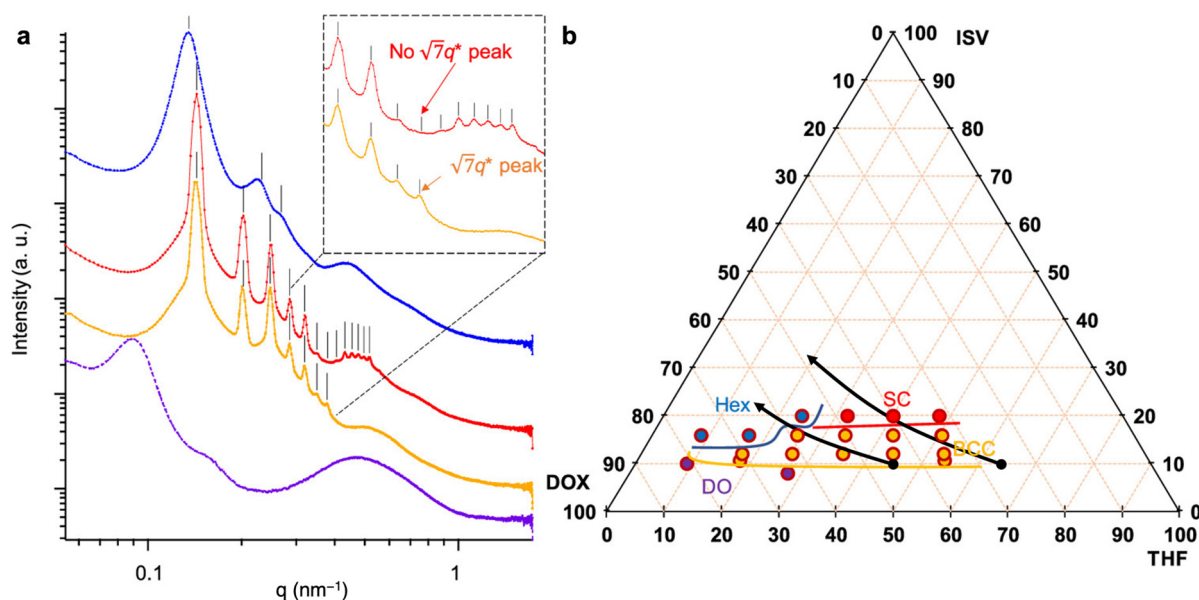 a
Intensity (a. u.)
No √7q* peak
√7q* peak
0.1
1
q (nm⁻¹)
b
0 100 ISV
10 90
20 80
30 70
40 60
50 50
60 40
70 30
80 20
90 10
100 0
Hex
SC
BCC
DO
DOX
0 10 20 30 40 50 60 70 80 90 100
THF